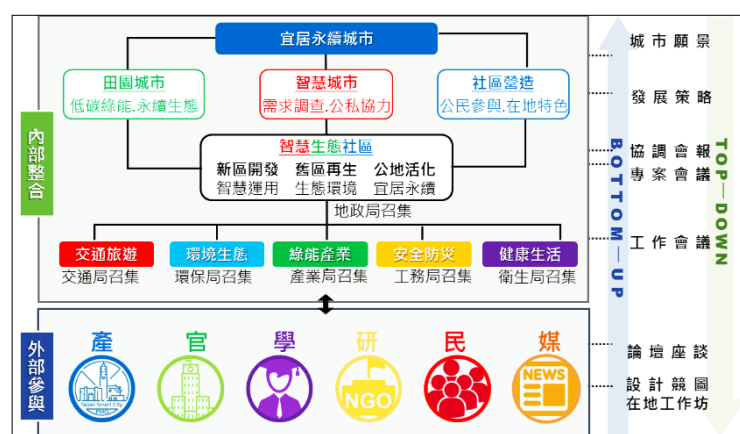 宜居永續城市
田園城市
低碳綠能.永續生態
智慧城市
需求調查.公私協力
社區營造
公民參與.在地特色
內部整合
智慧生態社區
新區開發 舊區再生 公地活化
智慧運用 生態環境 宜居永續
地政局召集
交通旅遊
交通局召集
環境生態
環保局召集
綠能產業
產業局召集
安全防災
工務局召集
健康生活
衛生局召集
外部參與
產 官 學 研 民 媒
Taipei Smart City
PMO
NGO
NEWS
BOTTOM—UP
TOP—DOWN
城市願景
發展策略
協調會報
專案會議
工作會議
論壇座談
設計競圖
在地工作坊